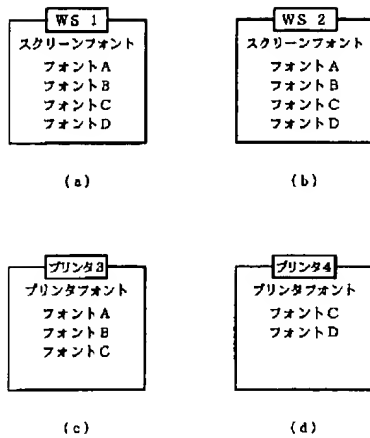 WS 1
スクリーンフォント
フォントA
フォントB
フォントC
フォントD
(a)
WS 2
スクリーンフォント
フォントA
フォントB
フォントC
フォントD
(b)
プリンタ3
プリンタフォント
フォントA
フォントB
フォントC
(c)
プリンタ4
プリンタフォント
フォントC
フォントD
(d)